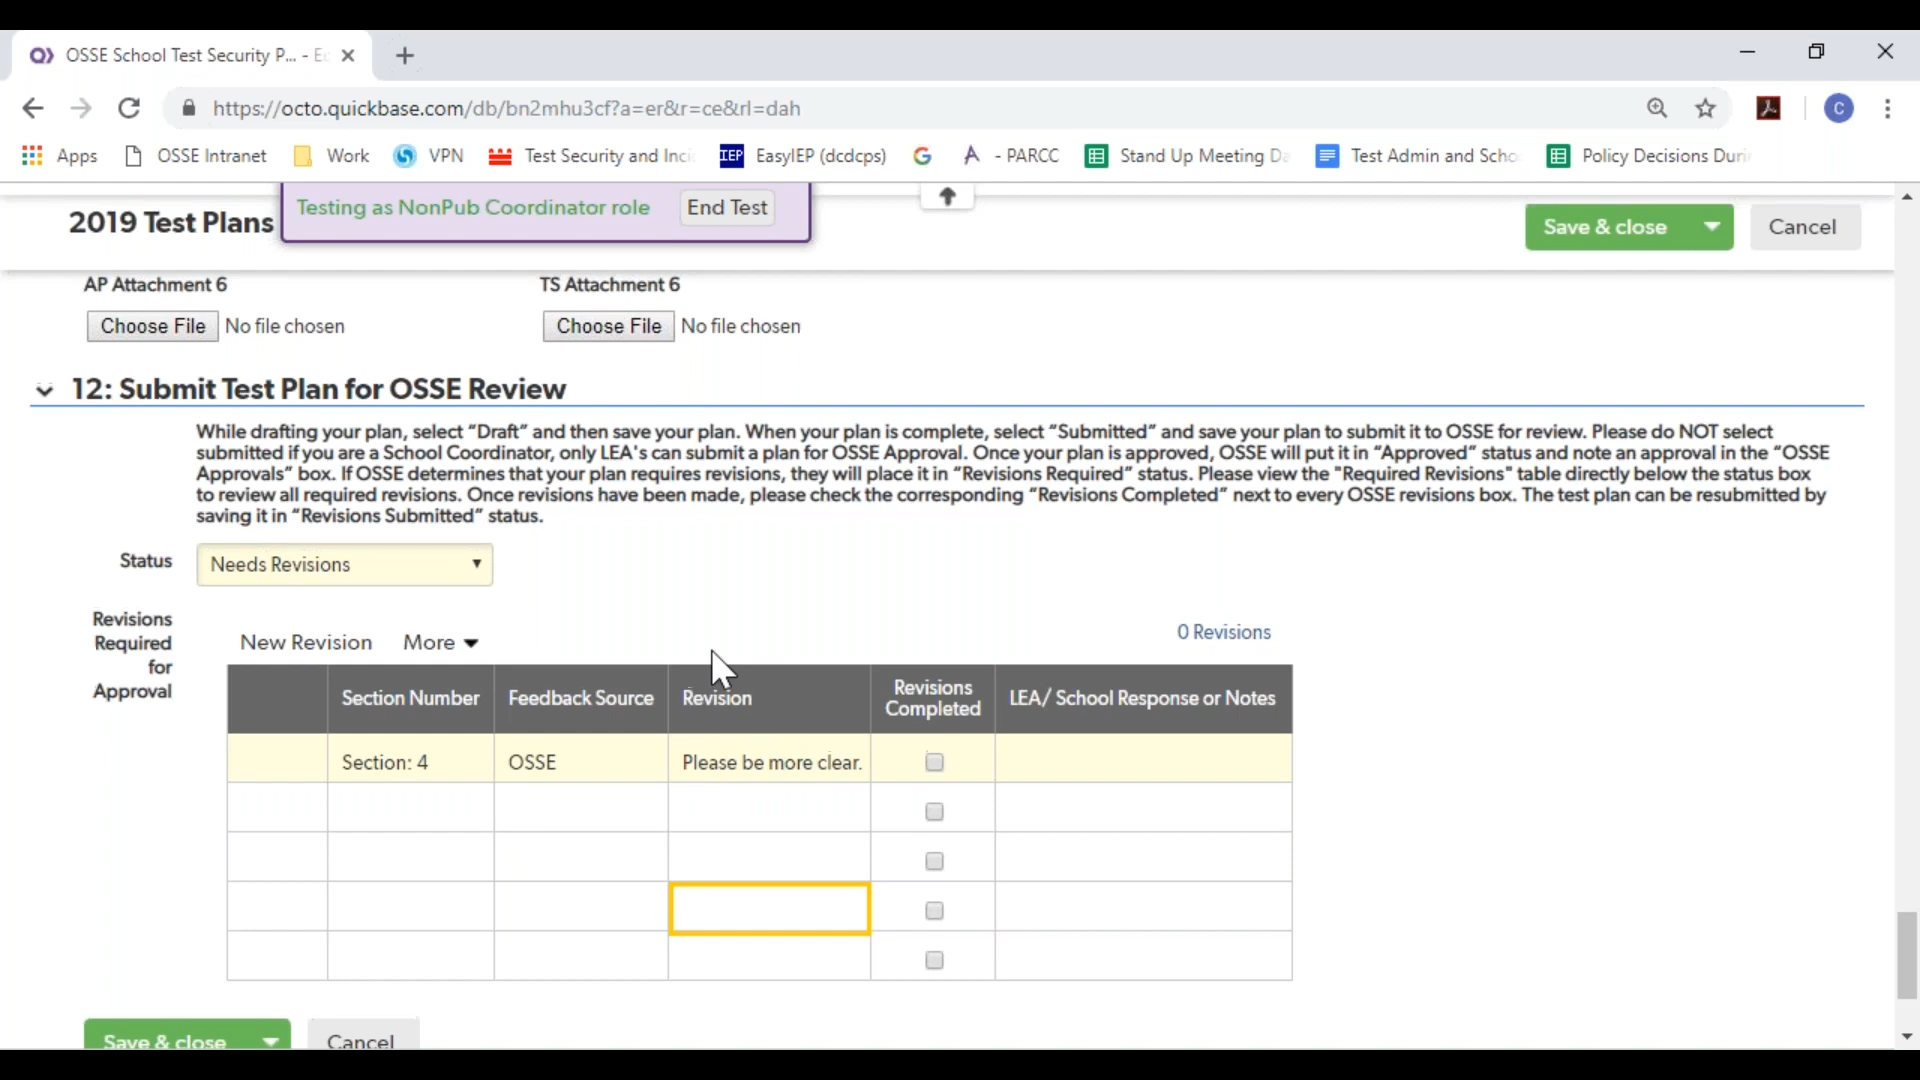 OSSE School Test Security P... - Ed
https://octo.quickbase.com/db/bn2mhu3cf?a=er&r=ce&rl=dah
C
Apps OSSE Intranet Work VPN Test Security and Inci IEP EasyIEP (dcdcps) G A - PARCC Stand Up Meeting Da Test Admin and Scho Policy Decisions Duri
2019 Test Plans
Testing as NonPub Coordinator role End Test
Save & close Cancel
AP Attachment 6 TS Attachment 6
Choose File No file chosen Choose File No file chosen
12: Submit Test Plan for OSSE Review
While drafting your plan, select “Draft” and then save your plan. When your plan is complete, select “Submitted” and save your plan to submit it to OSSE for review. Please do NOT select
submitted if you are a School Coordinator, only LEA's can submit a plan for OSSE Approval. Once your plan is approved, OSSE will put it in “Approved” status and note an approval in the “OSSE
Approvals” box. If OSSE determines that your plan requires revisions, they will place it in “Revisions Required” status. Please view the "Required Revisions" table directly below the status box
to review all required revisions. Once revisions have been made, please check the corresponding “Revisions Completed” next to every OSSE revisions box. The test plan can be resubmitted by
saving it in “Revisions Submitted” status.
Status Needs Revisions
Revisions
Required
for
Approval
New Revision More 0 Revisions
Section Number Feedback Source Revision Revisions Completed LEA/ School Response or Notes
Section: 4 OSSE Please be more clear.
Save & close Cancel